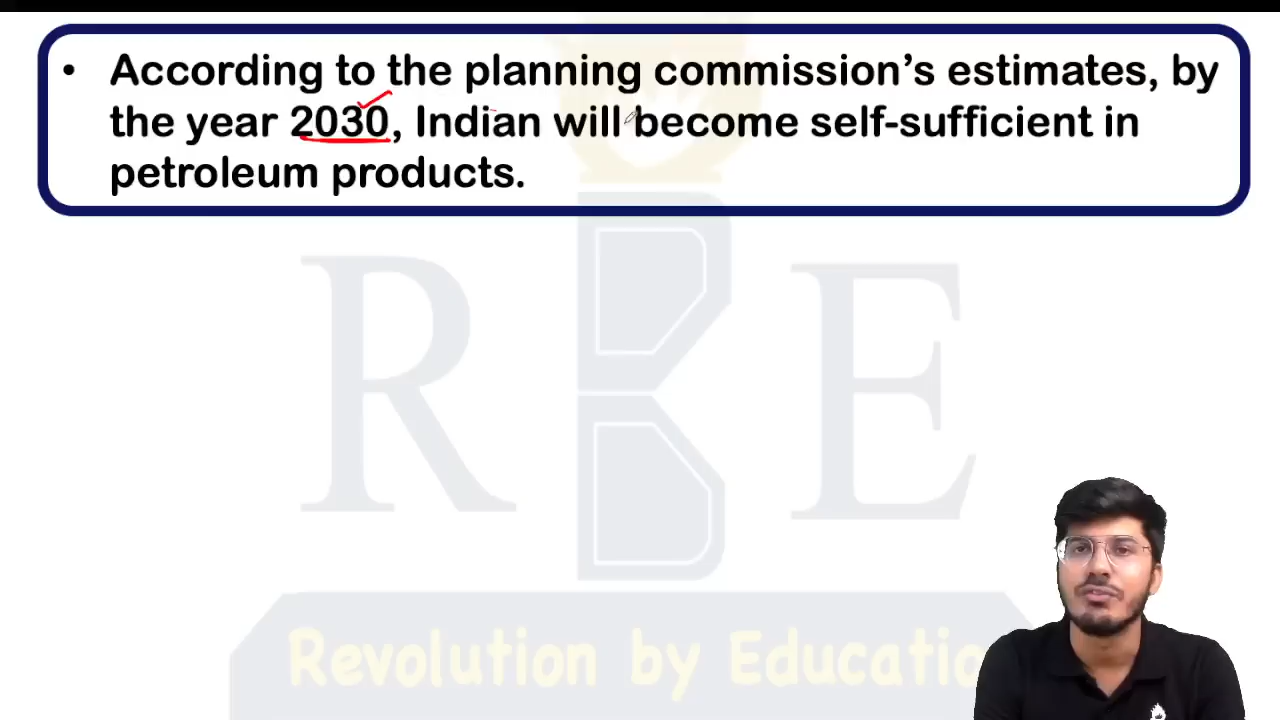 • According to the planning commission's estimates, by
the year 2030, Indian will become self-sufficient in
petroleum products.
R B E
Revolution by Educatio